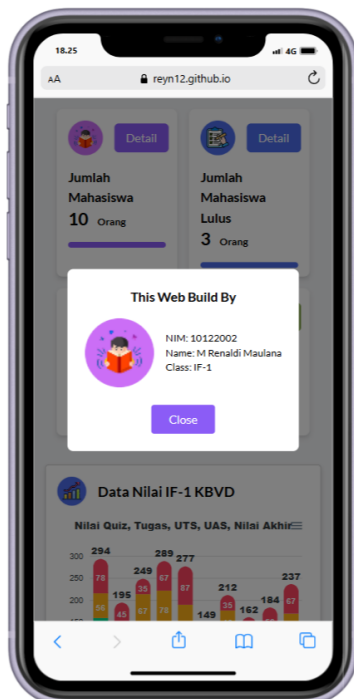 18.25
4G
AA
reyn12.github.io
Detail
Detail
Jumlah
Mahasiswa
10 Orang
Jumlah
Mahasiswa
Lulus
3 Orang
This Web Build By
NIM: 10122002
Name: M Renaldi Maulana
Class: IF-1
Close
Data Nilai IF-1 KBVD
Nilai Quiz, Tugas, UTS, UAS, Nilai Akhir
300
250
200
150
294
78
56
195
45
249
35
67
289
67
78
277
87
149
212
35
162
184
237
67